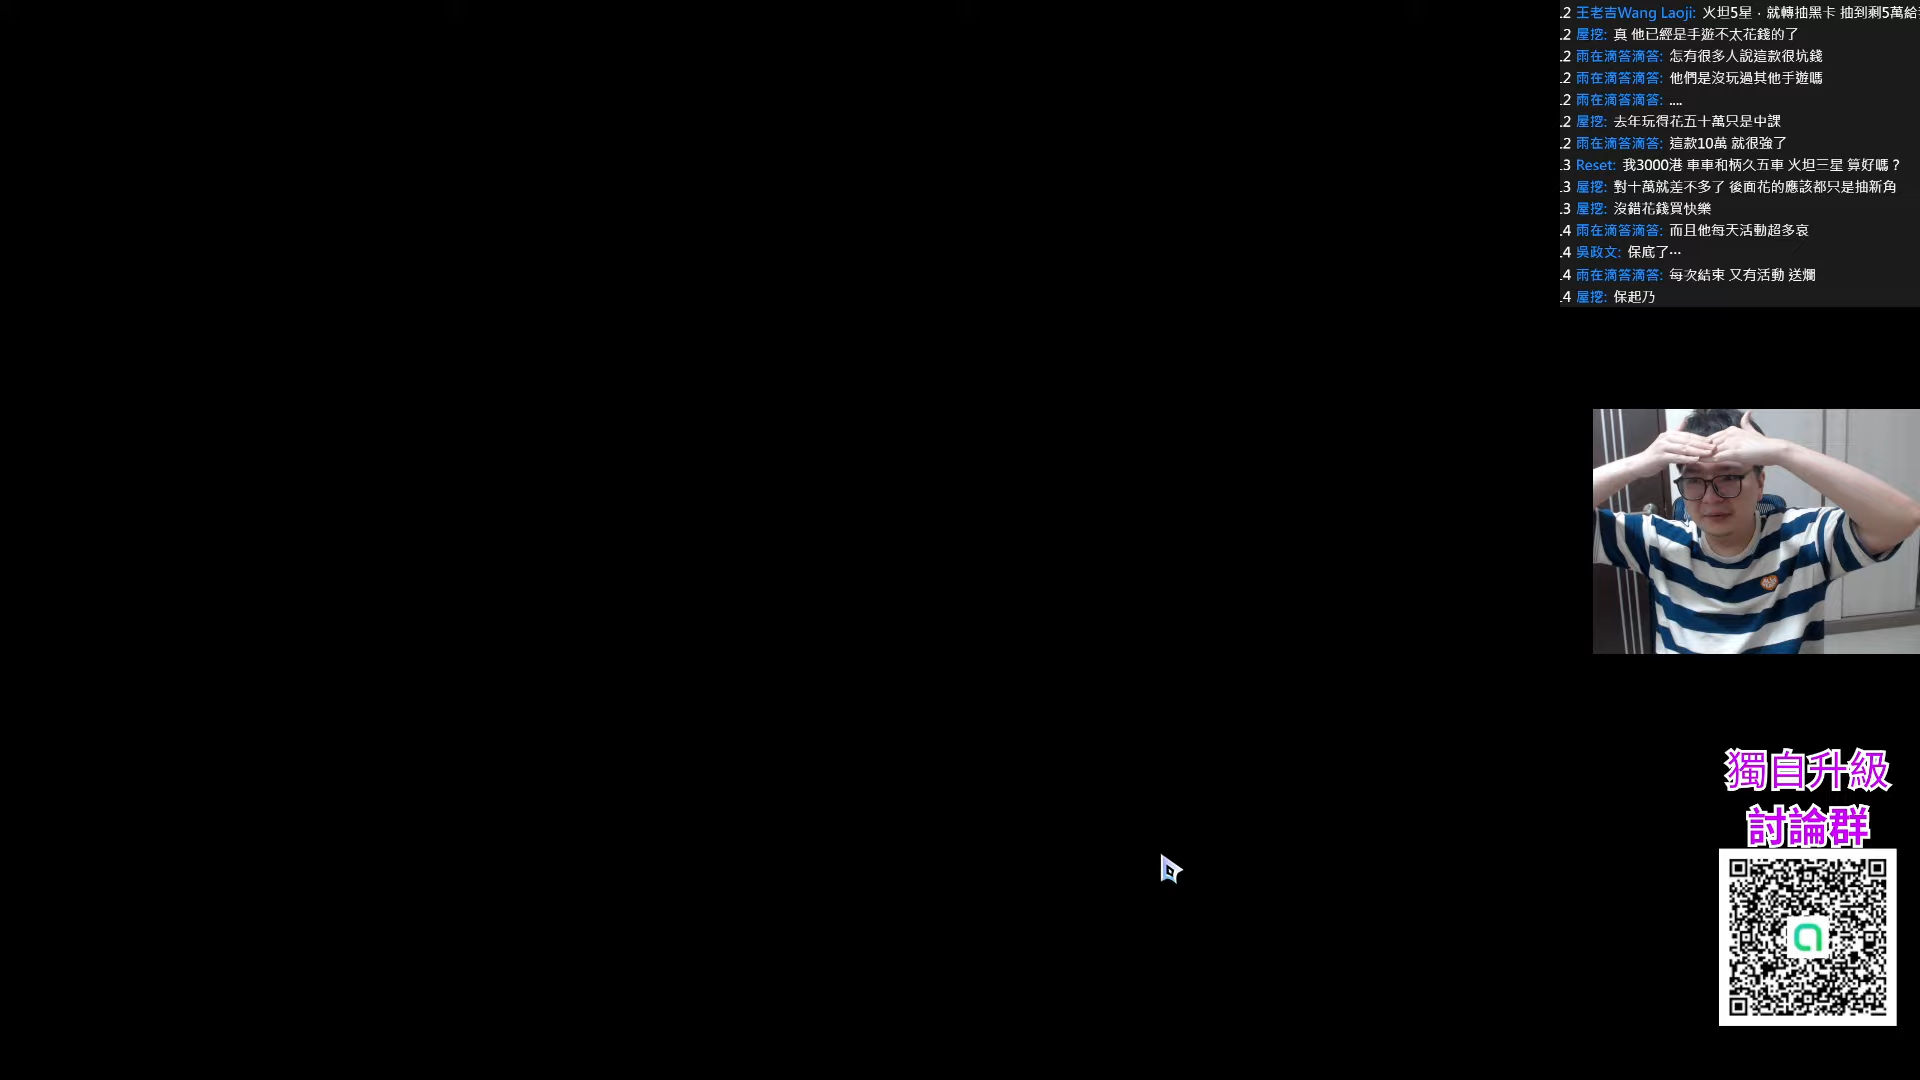 .2 王老吉Wang Laoji: 火坦5星，就轉抽黑卡 抽到剩5萬給
.2 屋挖: 真 他已經是手遊不太花錢的了
.2 雨在滴答滴答: 怎有很多人說這款很坑錢
.2 雨在滴答滴答: 他們是沒玩過其他手遊嗎
.2 雨在滴答滴答: ....
.2 屋挖: 去年玩得花五十萬只是中課
.2 雨在滴答滴答: 這款10萬 就很強了
.3 Reset: 我3000港 車車和柄久五車 火坦三星 算好嗎？
.3 屋挖: 對十萬就差不多了 後面花的應該都只是抽新角
.3 屋挖: 沒錯花錢買快樂
.4 雨在滴答滴答: 而且他每天活動超多哀
.4 吳政文: 保底了…
.4 雨在滴答滴答: 每次結束 又有活動 送爛
.4 屋挖: 保起乃
獨自升級
討論群